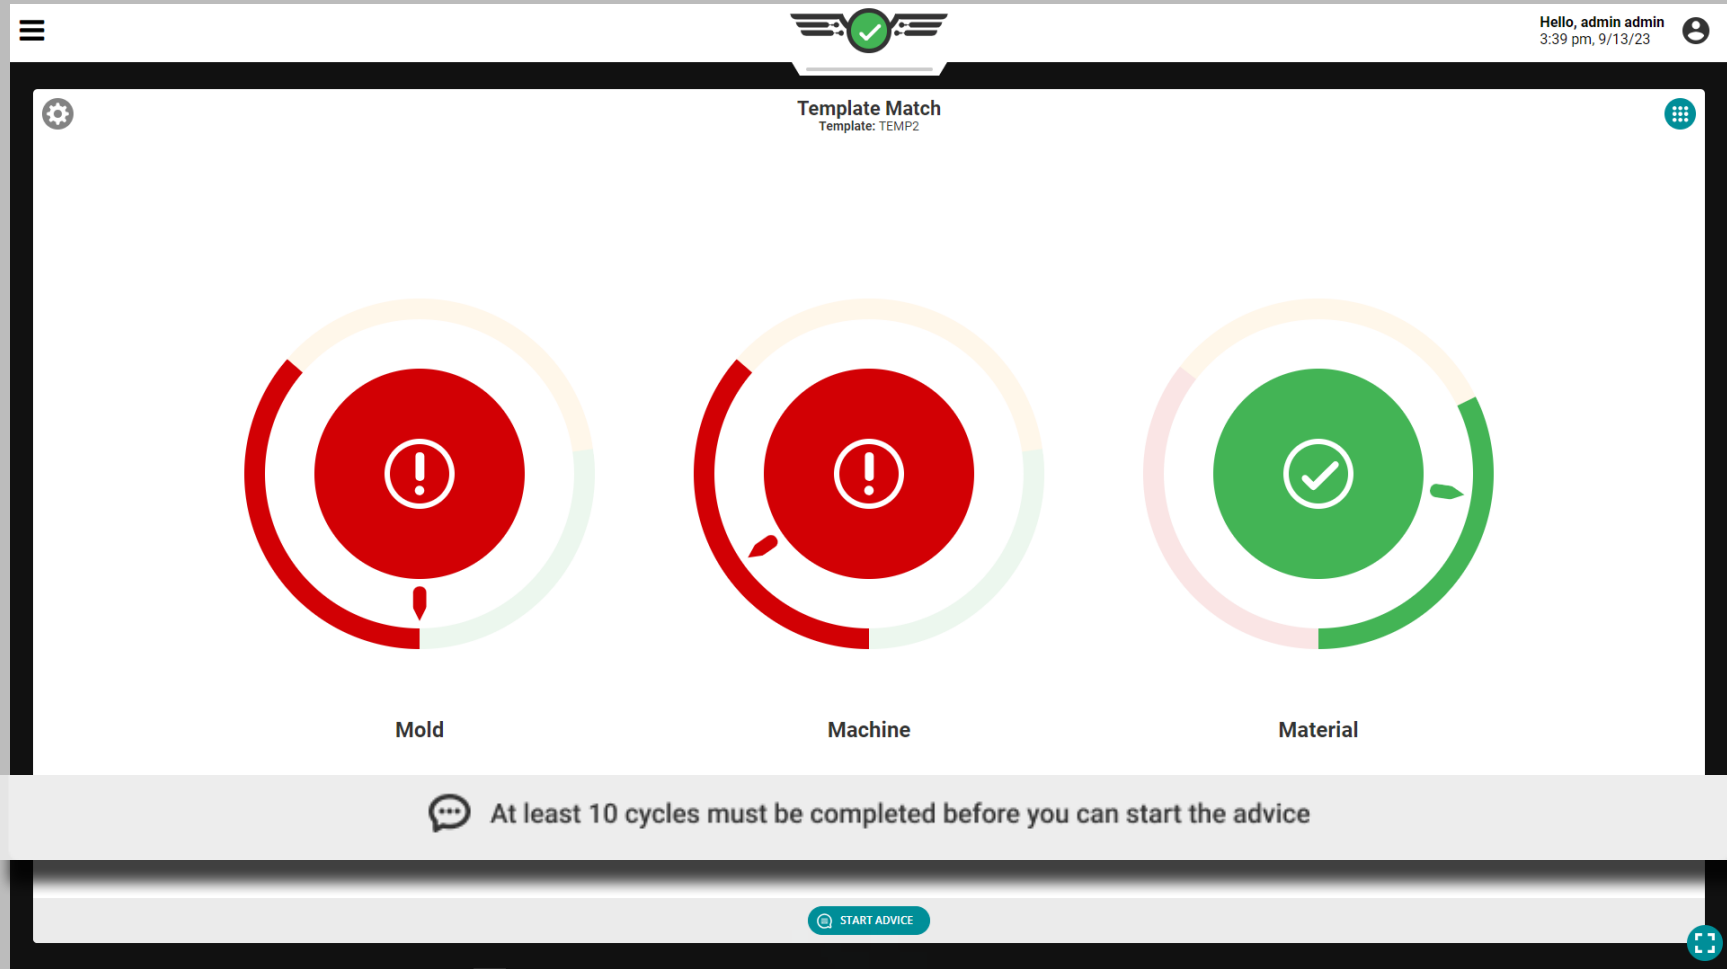 Hello, admin admin
3:39 pm, 9/13/23
Template Match
Template: TEMP2
Mold
Machine
Material
At least 10 cycles must be completed before you can start the advice
START ADVICE